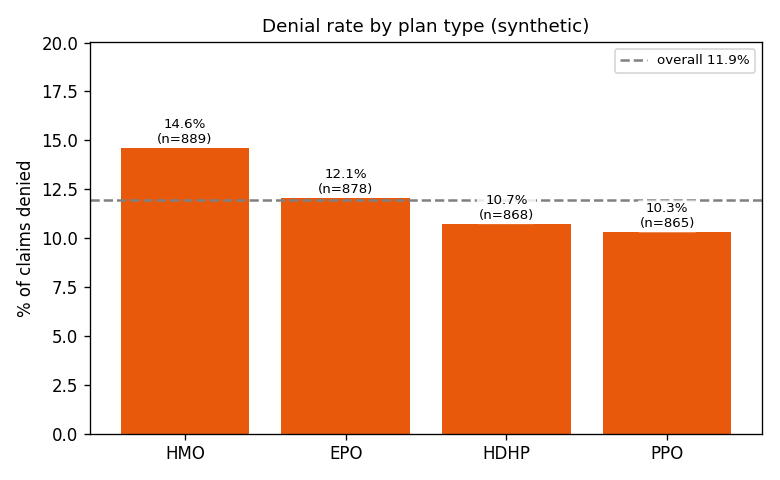 Denial rate by plan type (synthetic)
% of claims denied
20.0
17.5
15.0
12.5
10.0
7.5
5.0
2.5
0.0
overall 11.9%
14.6%
(n=889)
12.1%
(n=878)
10.7%
(n=868)
10.3%
(n=865)
HMO
EPO
HDHP
PPO